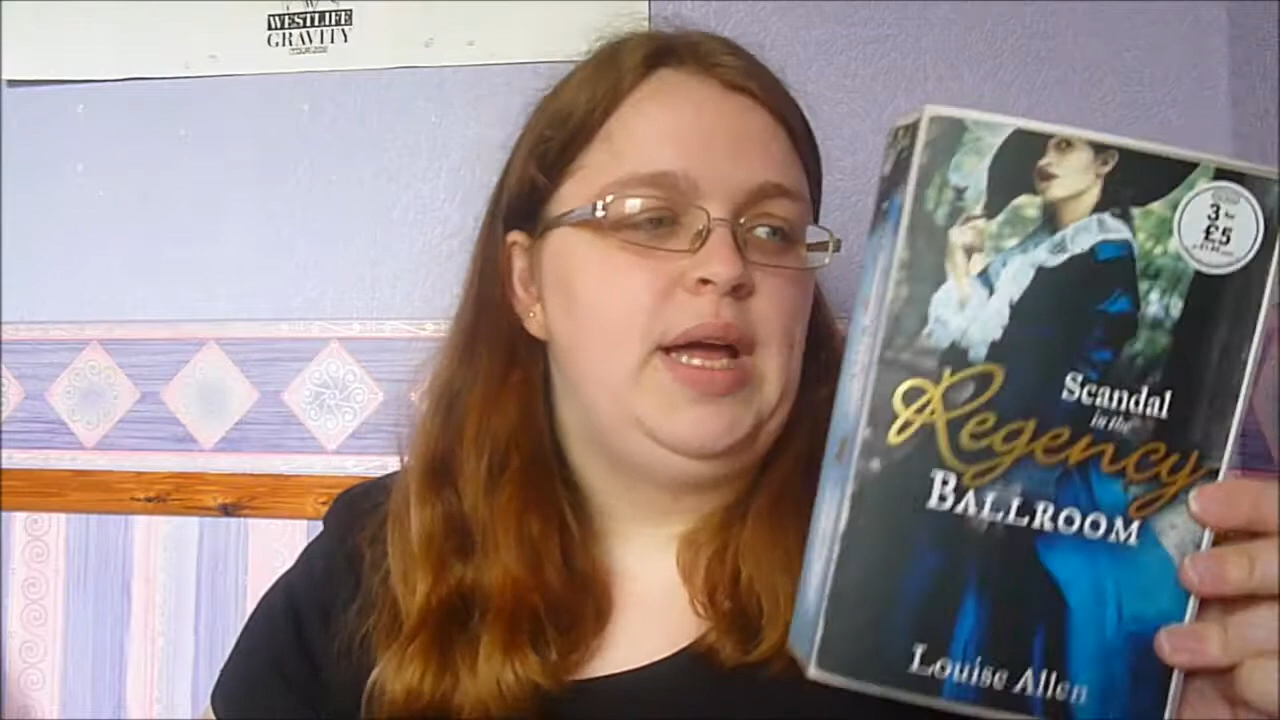 WESTLIFE
GRAVITY
3 for
£5
Scandal
in the
Regency
BALLROOM
Louise Allen